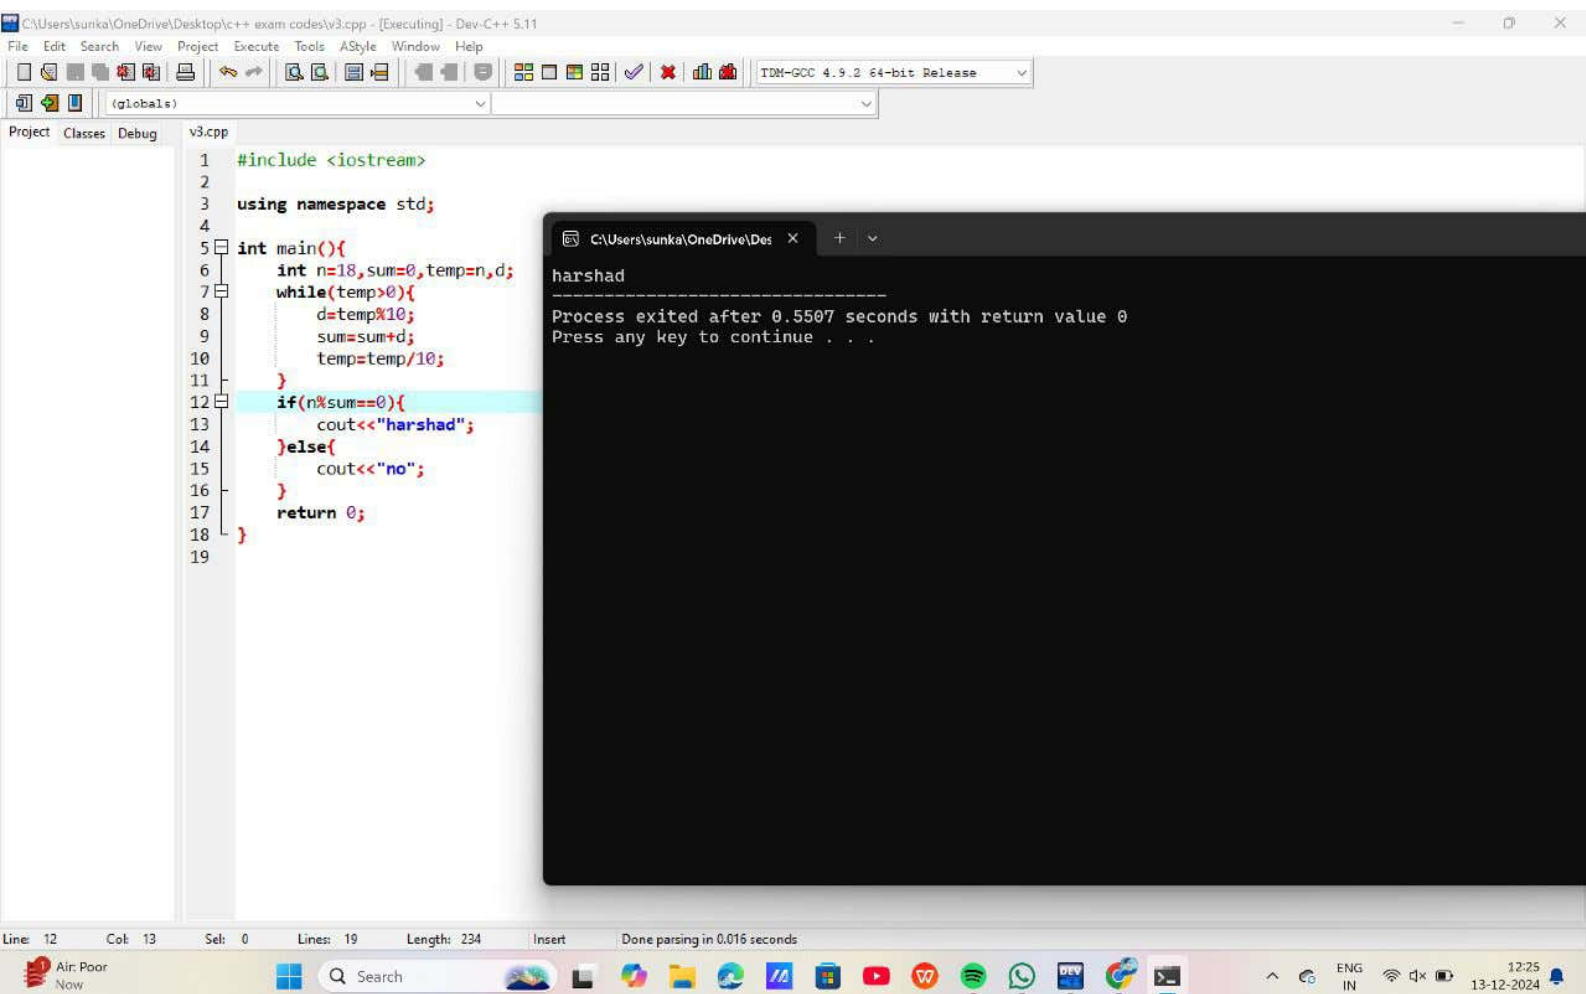 C:\Users\sunka\OneDrive\Desktop\c++ exam codes\v3.cpp - [Executing] - Dev-C++ 5.11
File Edit Search View Project Execute Tools AStyle Window Help
TDM-GCC 4.9.2 64-bit Release
(globals)
Project Classes Debug v3.cpp
1 #include <iostream>
2
3 using namespace std;
4
5 int main(){
6 int n=18,sum=0,temp=n,d;
7 while(temp>0){
8 d=temp%10;
9 sum=sum+d;
10 temp=temp/10;
11 }
12 if(n%sum==0){
13 cout<<"harshad";
14 }else{
15 cout<<"no";
16 }
17 return 0;
18 }
19
C:\Users\sunka\OneDrive\Des
harshad
--------------------------------
Process exited after 0.5507 seconds with return value 0
Press any key to continue . . .
Line: 12 Col: 13 Sel: 0 Lines: 19 Length: 234 Insert Done parsing in 0.016 seconds
Air: Poor
Now
Search
ENG
IN
12:25
13-12-2024